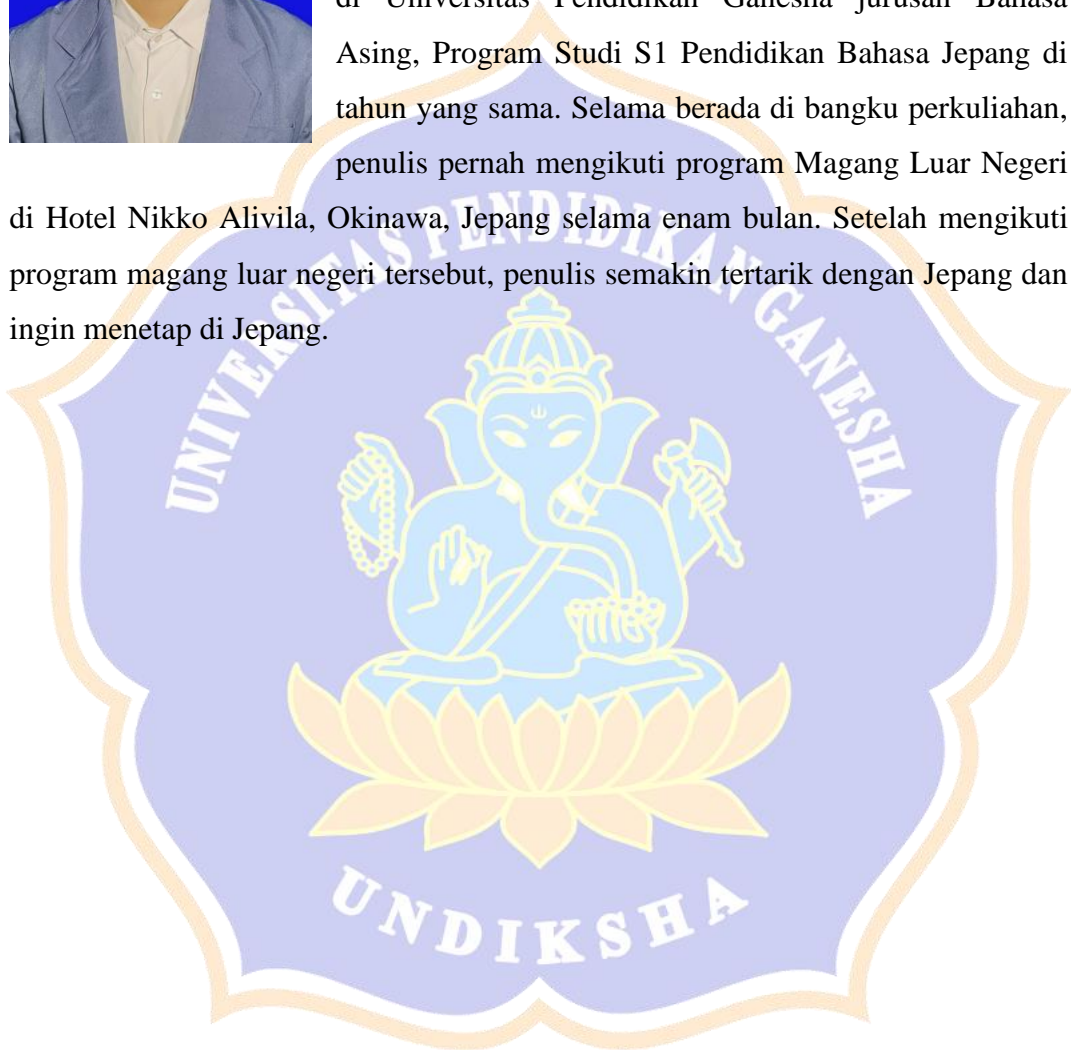 di Universitas Pendidikan Ganesha jurusan Bahasa
Asing, Program Studi S1 Pendidikan Bahasa Jepang di
tahun yang sama. Selama berada di bangku perkuliahan,
penulis pernah mengikuti program Magang Luar Negeri
di Hotel Nikko Alivila, Okinawa, Jepang selama enam bulan. Setelah mengikuti
program magang luar negeri tersebut, penulis semakin tertarik dengan Jepang dan
ingin menetap di Jepang.
UNIVERSITAS PENDIDIKAN GANESHA
UNDIKSHA